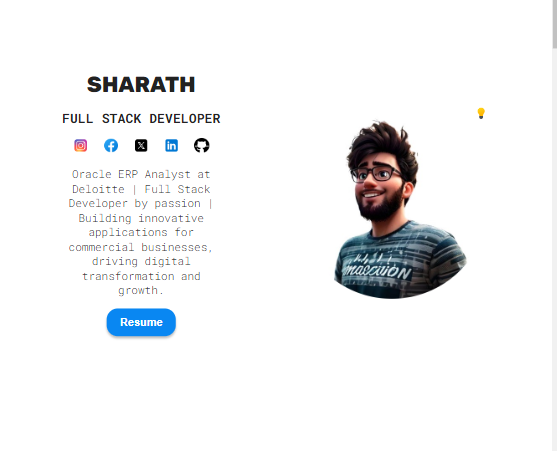 SHARATH
FULL STACK DEVELOPER
Oracle ERP Analyst at
Deloitte | Full Stack
Developer by passion |
Building innovative
applications for
commercial businesses,
driving digital
transformation and
growth.
Resume